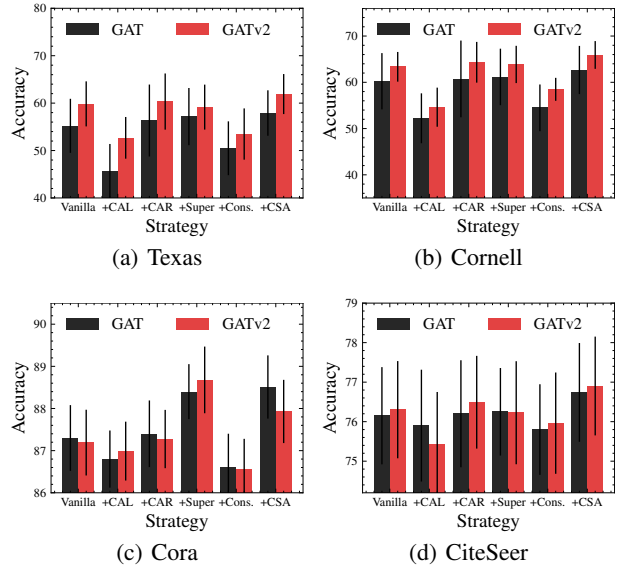 80
GAT GATv2
70
60
50
40
Accuracy
Vanilla +CAL +CAR +Super +Cons. +CSA
Strategy
(a) Texas
GAT GATv2
70
60
50
40
Accuracy
Vanilla +CAL +CAR +Super +Cons. +CSA
Strategy
(b) Cornell
90
GAT GATv2
89
88
87
86
Accuracy
Vanilla +CAL +CAR +Super +Cons. +CSA
Strategy
(c) Cora
79
GAT GATv2
78
77
76
75
Accuracy
Vanilla +CAL +CAR +Super +Cons. +CSA
Strategy
(d) CiteSeer